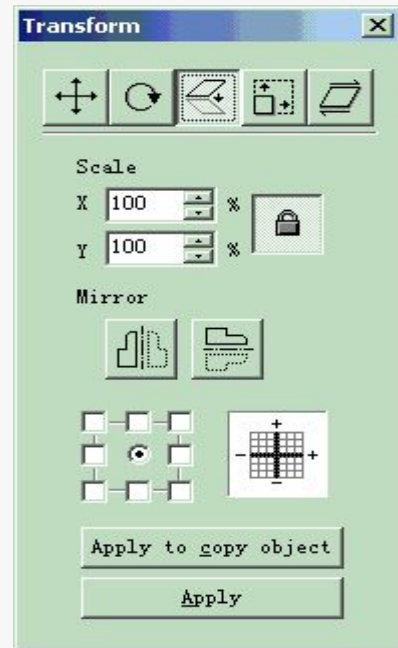 Transform
Scale
X 100 %
Y 100 %
Mirror
+
- +
-
Apply to copy object
Apply